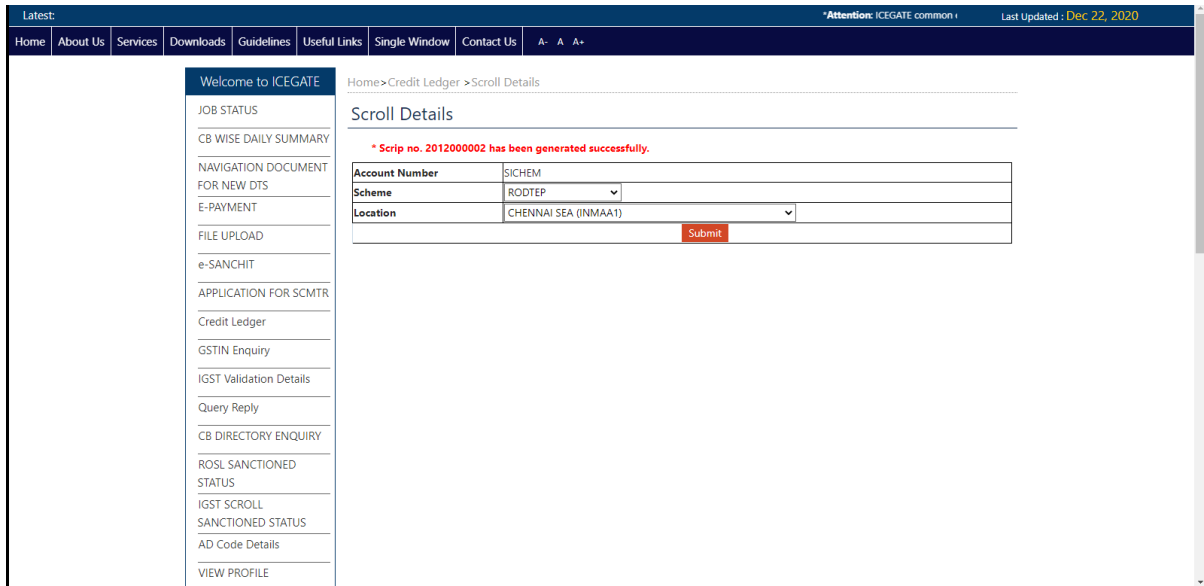 Latest:
*Attention: ICEGATE common
Last Updated : Dec 22, 2020
Home About Us Services Downloads Guidelines Useful Links Single Window Contact Us A- A A+
Welcome to ICEGATE
JOB STATUS
CB WISE DAILY SUMMARY
NAVIGATION DOCUMENT
FOR NEW DTS
E-PAYMENT
FILE UPLOAD
e-SANCHIT
APPLICATION FOR SCMTR
Credit Ledger
GSTIN Enquiry
IGST Validation Details
Query Reply
CB DIRECTORY ENQUIRY
ROSL SANCTIONED
STATUS
IGST SCROLL
SANCTIONED STATUS
AD Code Details
VIEW PROFILE
Home>Credit Ledger >Scroll Details
Scroll Details
* Scrip no. 2012000002 has been generated successfully.
Account Number SICHEM
Scheme RODTEP
Location CHENNAI SEA (INMAA1)
Submit